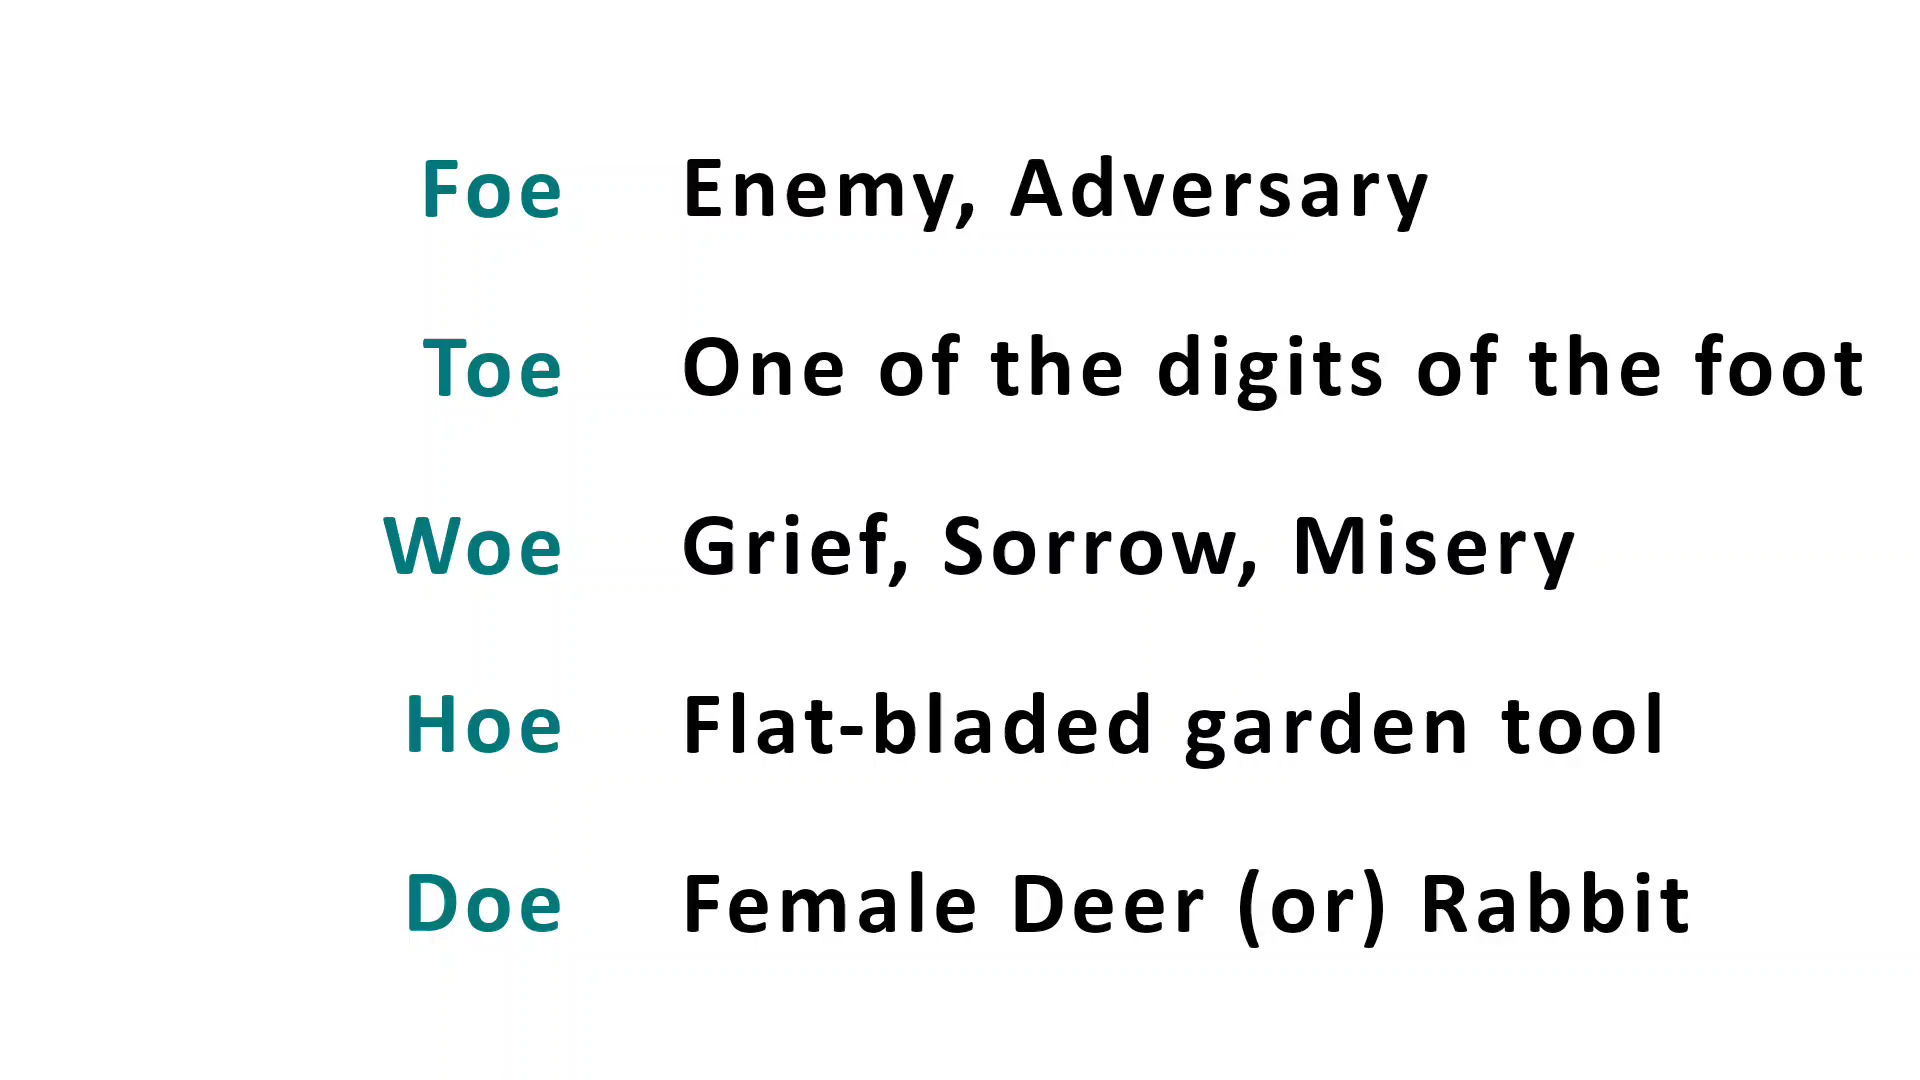 Foe Enemy, Adversary
Toe One of the digits of the foot
Woe Grief, Sorrow, Misery
Hoe Flat-bladed garden tool
Doe Female Deer (or) Rabbit